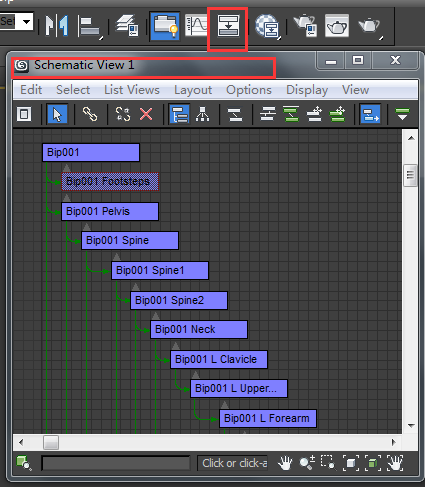 Set
Schematic View 1
Edit Select List Views Layout Options Display View
Bip001
Bip001 Footsteps
Bip001 Pelvis
Bip001 Spine
Bip001 Spine1
Bip001 Spine2
Bip001 Neck
Bip001 L Clavicle
Bip001 L Upper...
Bip001 L Forearm
Click or click-a